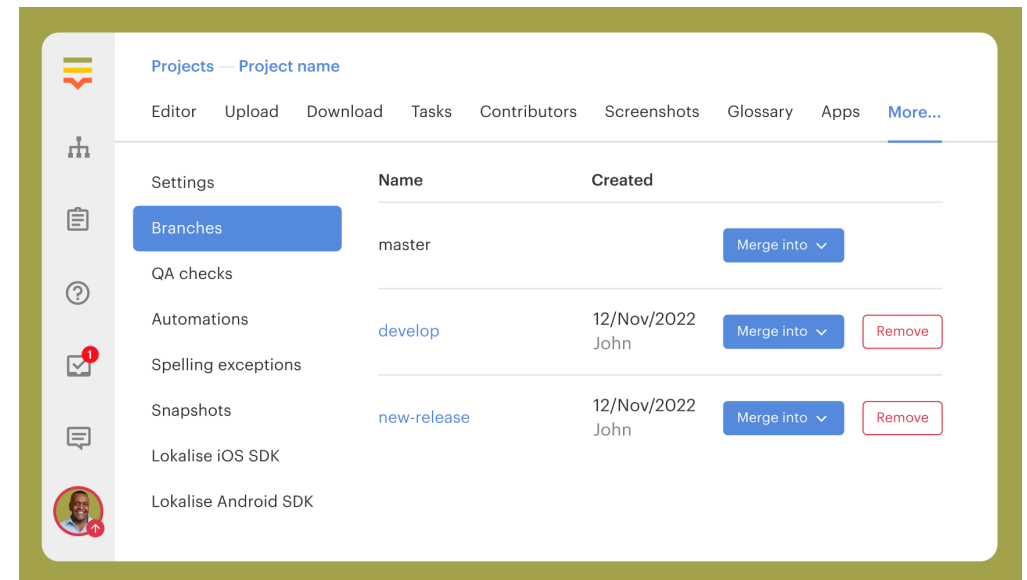 Projects — Project name
Editor Upload Download Tasks Contributors Screenshots Glossary Apps More...
Settings
Branches
QA checks
Automations
Spelling exceptions
Snapshots
Lokalise iOS SDK
Lokalise Android SDK
Name Created
master Merge into
develop 12/Nov/2022 John Merge into Remove
new-release 12/Nov/2022 John Merge into Remove
1